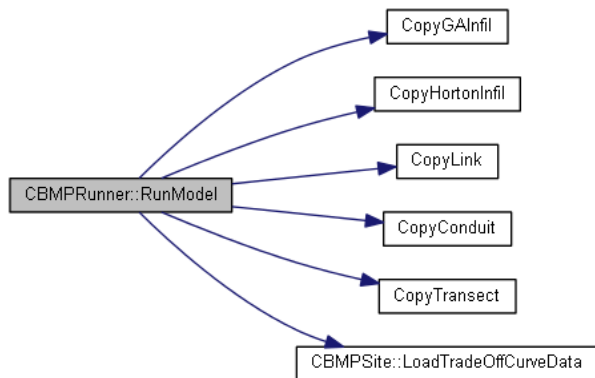 CopyGAInfil
CopyHortonInfil
CopyLink
CBMPRunner::RunModel
CopyConduit
CopyTransect
CBMPSite::LoadTradeOffCurveData